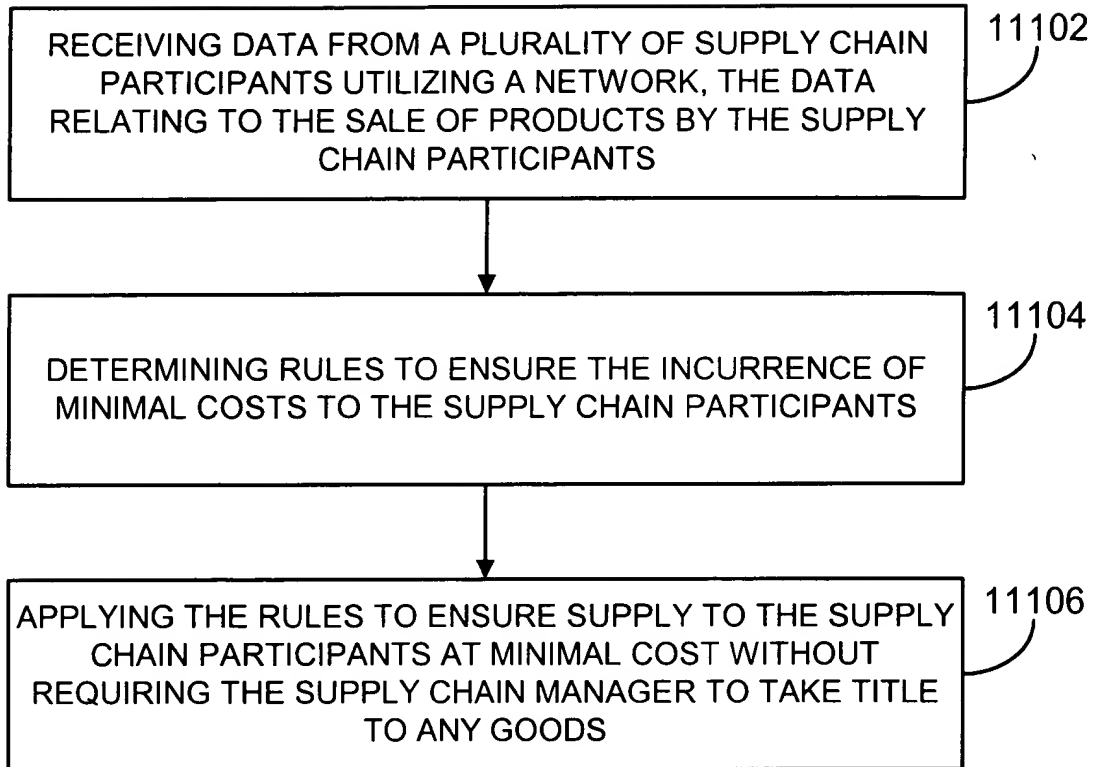 RECEIVING DATA FROM A PLURALITY OF SUPPLY CHAIN
PARTICIPANTS UTILIZING A NETWORK, THE DATA
RELATING TO THE SALE OF PRODUCTS BY THE SUPPLY
CHAIN PARTICIPANTS
11102
DETERMINING RULES TO ENSURE THE INCURRENCE OF
MINIMAL COSTS TO THE SUPPLY CHAIN PARTICIPANTS
11104
APPLYING THE RULES TO ENSURE SUPPLY TO THE SUPPLY
CHAIN PARTICIPANTS AT MINIMAL COST WITHOUT
REQUIRING THE SUPPLY CHAIN MANAGER TO TAKE TITLE
TO ANY GOODS
11106